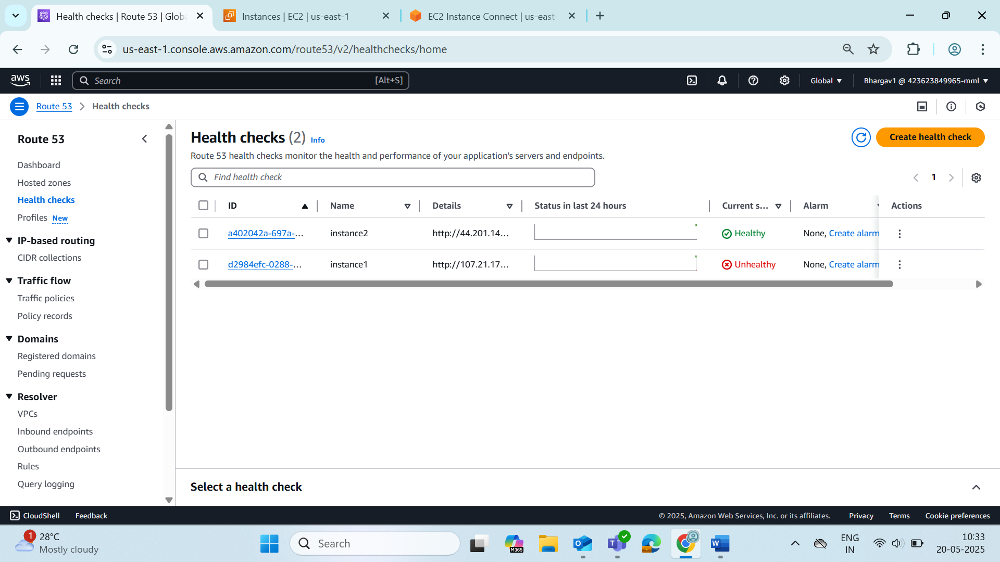 Health checks | Route 53 | Globa
Instances | EC2 | us-east-1
EC2 Instance Connect | us-east-
us-east-1.console.aws.amazon.com/route53/v2/healthchecks/home
aws
Search
[Alt+S]
Global
Bhargav1 @ 423623849965-mml
Route 53
Health checks
Route 53
Dashboard
Hosted zones
Health checks
Profiles New
IP-based routing
CIDR collections
Traffic flow
Traffic policies
Policy records
Domains
Registered domains
Pending requests
Resolver
VPCs
Inbound endpoints
Outbound endpoints
Rules
Query logging
Health checks (2) Info
Create health check
Route 53 health checks monitor the health and performance of your application's servers and endpoints.
Find health check
1
ID Name Details Status in last 24 hours Current s... Alarm Actions
a402042a-697a-... instance2 http://44.201.14... Healthy None, Create alarm
d2984efc-0288-... instance1 http://107.21.17... Unhealthy None, Create alarm
Select a health check
CloudShell Feedback © 2025, Amazon Web Services, Inc. or its affiliates. Privacy Terms Cookie preferences
1
28°C
Mostly cloudy
Search
M365
ENG
IN
10:33
20-05-2025